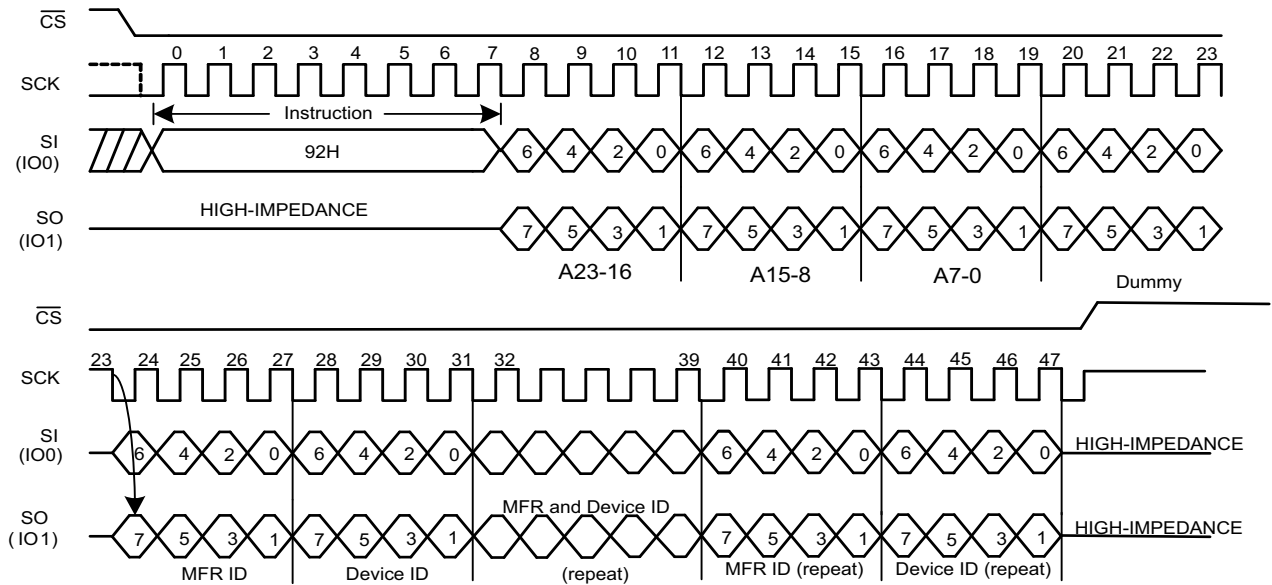 CS
0 1 2 3 4 5 6 7 8 9 10 11 12 13 14 15 16 17 18 19 20 21 22 23
SCK
Instruction
SI
(IO0)
92H 6 4 2 0 6 4 2 0 6 4 2 0 6 4 2 0
HIGH-IMPEDANCE
SO
(IO1)
7 5 3 1 7 5 3 1 7 5 3 1 7 5 3 1
A23-16 A15-8 A7-0 Dummy
CS
23 24 25 26 27 28 29 30 31 32 39 40 41 42 43 44 45 46 47
SCK
SI
(IO0)
6 4 2 0 6 4 2 0 6 4 2 0 6 4 2 0 HIGH-IMPEDANCE
MFR and Device ID
SO
(IO1)
7 5 3 1 7 5 3 1 7 5 3 1 7 5 3 1 HIGH-IMPEDANCE
MFR ID Device ID (repeat) MFR ID (repeat) Device ID (repeat)